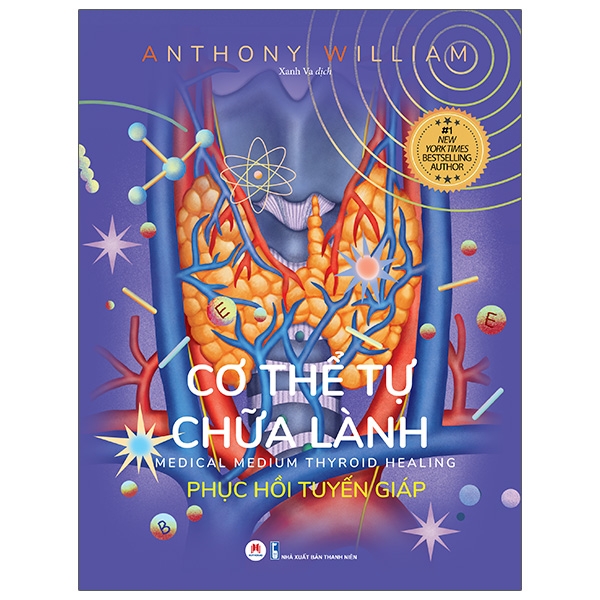 ANTHONY WILLIAM
Xanh Va dịch
#1
NEW
YORK TIMES
BESTSELLING
AUTHOR
E
E
CƠ THỂ TỰ
CHỮA LÀNH
MEDICAL MEDIUM THYROID HEALING
PHỤC HỒI TUYẾN GIÁP
B
NHÀ XUẤT BẢN THANH NIÊN